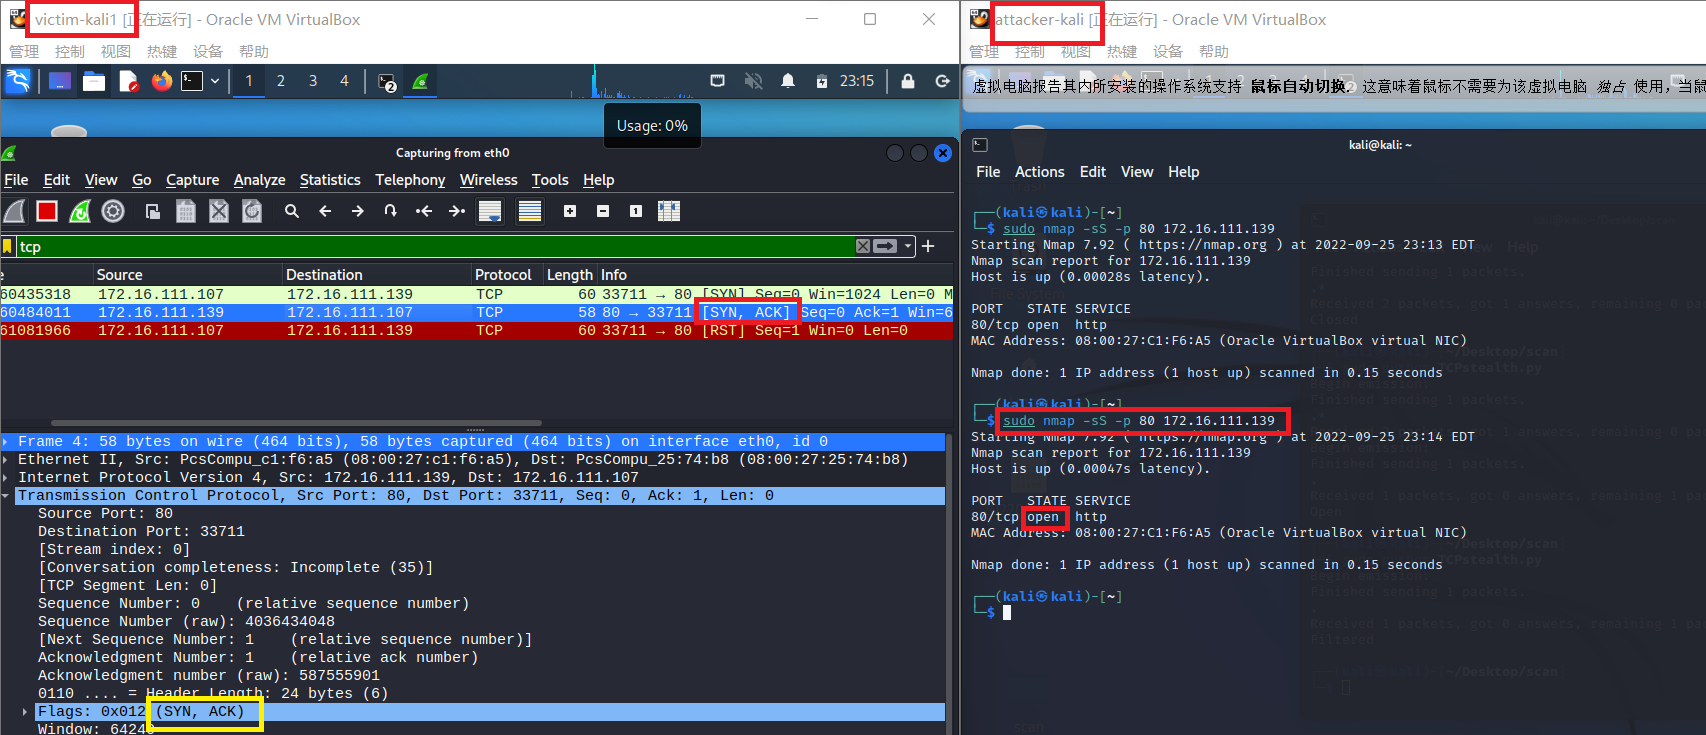 victim-kali1 [正在运行] - Oracle VM VirtualBox
管理 控制 视图 热键 设备 帮助
1 2 3 4 2 23:15
Usage: 0%
Capturing from eth0
File Edit View Go Capture Analyze Statistics Telephony Wireless Tools Help
tcp
Source Destination Protocol Length Info
60435318 172.16.111.107 172.16.111.139 TCP 60 33711 → 80 [SYN] Seq=0 Win=1024 Len=0 M
60484011 172.16.111.139 172.16.111.107 TCP 58 80 → 33711 [SYN, ACK] Seq=0 Ack=1 Win=6
61081966 172.16.111.107 172.16.111.139 TCP 60 33711 → 80 [RST] Seq=1 Win=0 Len=0
Frame 4: 58 bytes on wire (464 bits), 58 bytes captured (464 bits) on interface eth0, id 0
Ethernet II, Src: PcsCompu_c1:f6:a5 (08:00:27:c1:f6:a5), Dst: PcsCompu_25:74:b8 (08:00:27:25:74:b8)
Internet Protocol Version 4, Src: 172.16.111.139, Dst: 172.16.111.107
Transmission Control Protocol, Src Port: 80, Dst Port: 33711, Seq: 0, Ack: 1, Len: 0
Source Port: 80
Destination Port: 33711
[Stream index: 0]
[Conversation completeness: Incomplete (35)]
[TCP Segment Len: 0]
Sequence Number: 0 (relative sequence number)
Sequence Number (raw): 4036434048
[Next Sequence Number: 1 (relative sequence number)]
Acknowledgment Number: 1 (relative ack number)
Acknowledgment number (raw): 587555901
0110 .... = Header Length: 24 bytes (6)
Flags: 0x012 (SYN, ACK)
Window: 64240
attacker-kali [正在运行] - Oracle VM VirtualBox
管理 控制 视图 热键 设备 帮助
虚拟电脑报告其内所安装的操作系统支持 鼠标自动切换. 这意味着鼠标不需要为该虚拟电脑 独占 使用，当鼠
kali@kali: ~
File Actions Edit View Help
┌──(kali㉿kali)-[~]
└─$ sudo nmap -sS -p 80 172.16.111.139
Starting Nmap 7.92 ( https://nmap.org ) at 2022-09-25 23:13 EDT
Nmap scan report for 172.16.111.139
Host is up (0.00028s latency).
PORT STATE SERVICE
80/tcp open http
MAC Address: 08:00:27:C1:F6:A5 (Oracle VirtualBox virtual NIC)
Nmap done: 1 IP address (1 host up) scanned in 0.15 seconds
┌──(kali㉿kali)-[~]
└─$ sudo nmap -sS -p 80 172.16.111.139
Starting Nmap 7.92 ( https://nmap.org ) at 2022-09-25 23:14 EDT
Nmap scan report for 172.16.111.139
Host is up (0.00047s latency).
PORT STATE SERVICE
80/tcp open http
MAC Address: 08:00:27:C1:F6:A5 (Oracle VirtualBox virtual NIC)
Nmap done: 1 IP address (1 host up) scanned in 0.15 seconds
┌──(kali㉿kali)-[~]
└─$